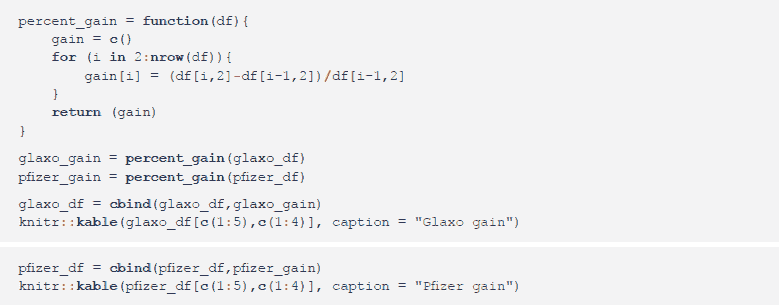 percent_gain = function(df){
    gain = c()
    for (i in 2:nrow(df)){
        gain[i] = (df[i,2]-df[i-1,2])/df[i-1,2]
    }
    return (gain)
}
glaxo_gain = percent_gain(glaxo_df)
pfizer_gain = percent_gain(pfizer_df)
glaxo_df = cbind(glaxo_df,glaxo_gain)
knitr::kable(glaxo_df[c(1:5),c(1:4)], caption = "Glaxo gain")
pfizer_df = cbind(pfizer_df,pfizer_gain)
knitr::kable(pfizer_df[c(1:5),c(1:4)], caption = "Pfizer gain")